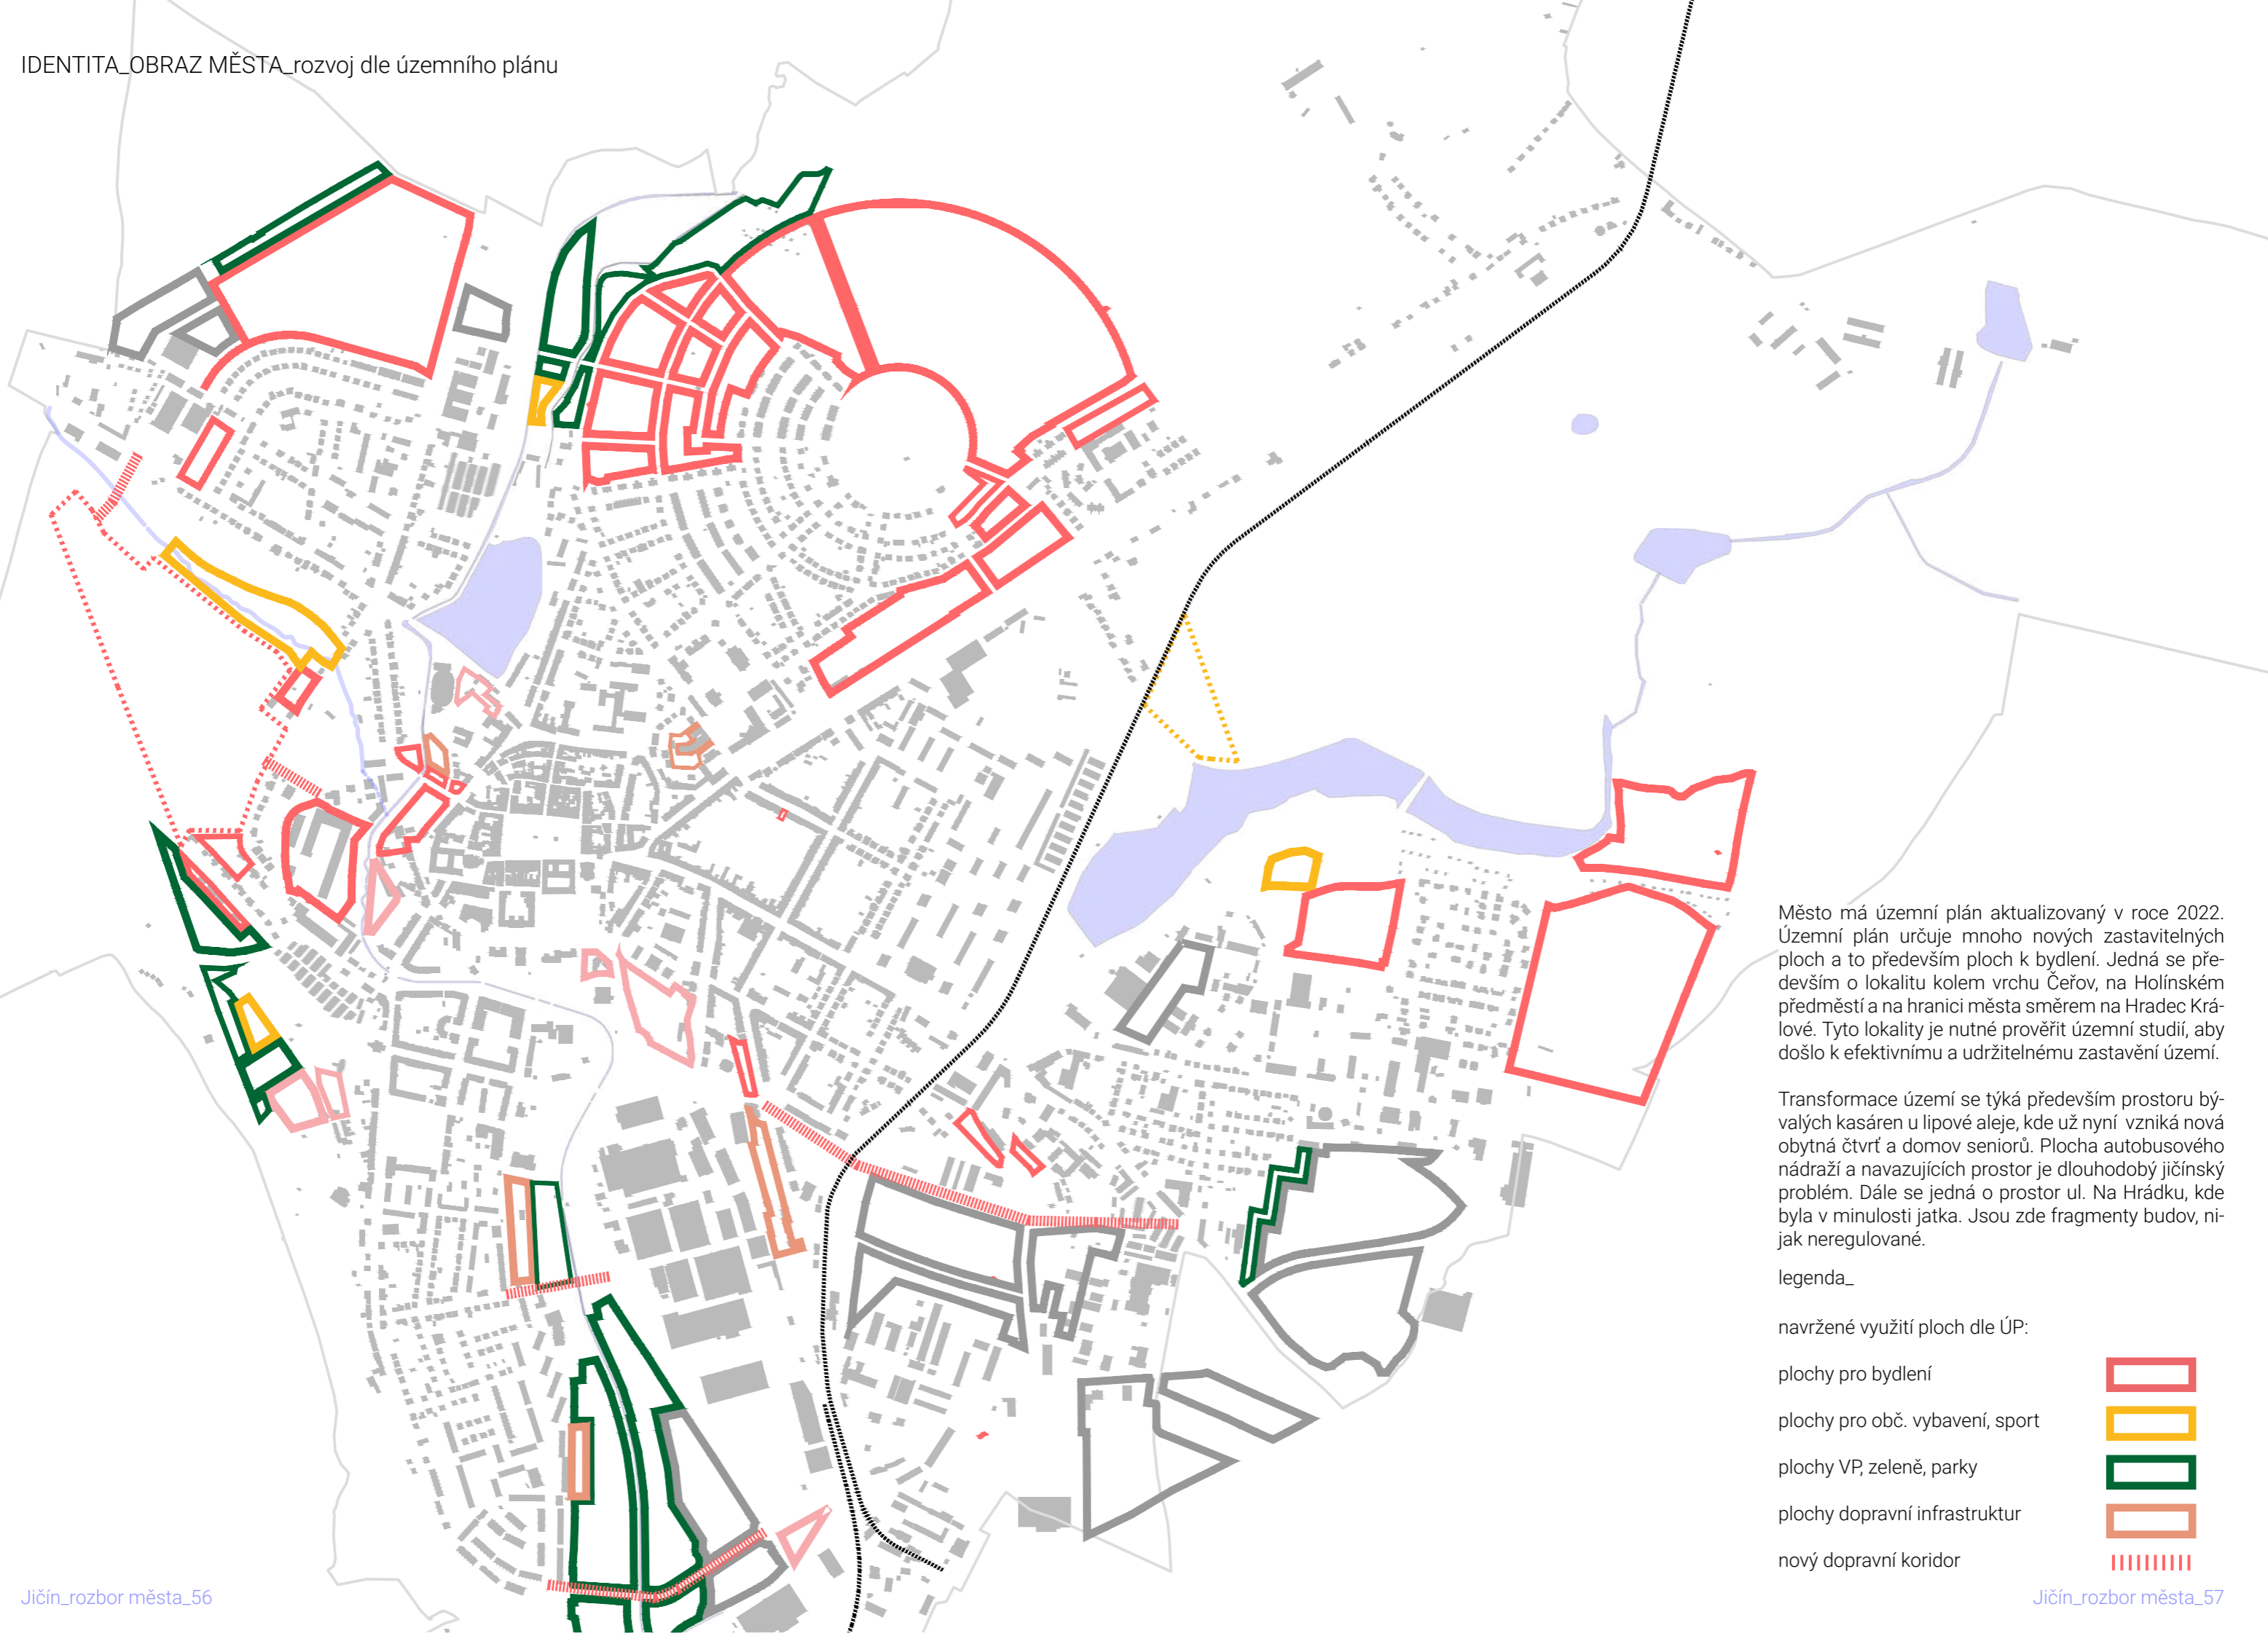 IDENTITA_OBRAZ MĚSTA_rozvoj dle územního plánu
Město má územní plán aktualizovaný v roce 2022.
Územní plán určuje mnoho nových zastavitelných
ploch a to především ploch k bydlení. Jedná se pře-
devším o lokalitu kolem vrchu Čeřov, na Holínském
předměstí a na hranici města směrem na Hradec Krá-
lové. Tyto lokality je nutné prověřit územní studií, aby
došlo k efektivnímu a udržitelnému zastavění území.
Transformace území se týká především prostoru bý-
valých kasáren u lipové aleje, kde už nyní vzniká nová
obytná čtvrť a domov seniorů. Plocha autobusového
nádraží a navazujících prostor je dlouhodobý jičínský
problém. Dále se jedná o prostor ul. Na Hrádku, kde
byla v minulosti jatka. Jsou zde fragmenty budov, ni-
jak neregulované.
legenda_
navržené využití ploch dle ÚP:
plochy pro bydlení
plochy pro obč. vybavení, sport
plochy VP, zeleně, parky
plochy dopravní infrastruktur
nový dopravní koridor
Jičín_rozbor města_56
Jičín_rozbor města_57